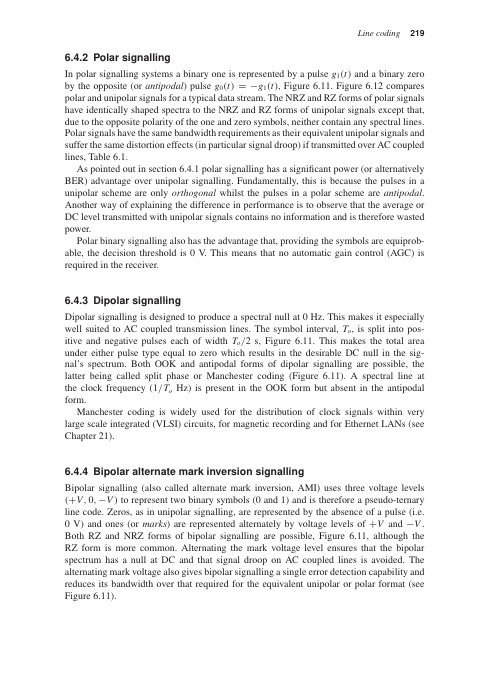 Line coding 219
6.4.2 Polar signalling
In polar signalling systems a binary one is represented by a pulse g1(t) and a binary zero
by the opposite (or antipodal) pulse g0(t) = −g1(t), Figure 6.11. Figure 6.12 compares
polar and unipolar signals for a typical data stream. The NRZ and RZ forms of polar signals
have identically shaped spectra to the NRZ and RZ forms of unipolar signals except that,
due to the opposite polarity of the one and zero symbols, neither contain any spectral lines.
Polar signals have the same bandwidth requirements as their equivalent unipolar signals and
suffer the same distortion effects (in particular signal droop) if transmitted over AC coupled
lines, Table 6.1.
As pointed out in section 6.4.1 polar signalling has a significant power (or alternatively
BER) advantage over unipolar signalling. Fundamentally, this is because the pulses in a
unipolar scheme are only orthogonal whilst the pulses in a polar scheme are antipodal.
Another way of explaining the difference in performance is to observe that the average or
DC level transmitted with unipolar signals contains no information and is therefore wasted
power.
Polar binary signalling also has the advantage that, providing the symbols are equiprob-
able, the decision threshold is 0 V. This means that no automatic gain control (AGC) is
required in the receiver.
6.4.3 Dipolar signalling
Dipolar signalling is designed to produce a spectral null at 0 Hz. This makes it especially
well suited to AC coupled transmission lines. The symbol interval, To, is split into pos-
itive and negative pulses each of width To/2 s, Figure 6.11. This makes the total area
under either pulse type equal to zero which results in the desirable DC null in the sig-
nal's spectrum. Both OOK and antipodal forms of dipolar signalling are possible, the
latter being called split phase or Manchester coding (Figure 6.11). A spectral line at
the clock frequency (1/To Hz) is present in the OOK form but absent in the antipodal
form.
Manchester coding is widely used for the distribution of clock signals within very
large scale integrated (VLSI) circuits, for magnetic recording and for Ethernet LANs (see
Chapter 21).
6.4.4 Bipolar alternate mark inversion signalling
Bipolar signalling (also called alternate mark inversion, AMI) uses three voltage levels
(+V, 0, −V) to represent two binary symbols (0 and 1) and is therefore a pseudo-ternary
line code. Zeros, as in unipolar signalling, are represented by the absence of a pulse (i.e.
0 V) and ones (or marks) are represented alternately by voltage levels of +V and −V.
Both RZ and NRZ forms of bipolar signalling are possible, Figure 6.11, although the
RZ form is more common. Alternating the mark voltage level ensures that the bipolar
spectrum has a null at DC and that signal droop on AC coupled lines is avoided. The
alternating mark voltage also gives bipolar signalling a single error detection capability and
reduces its bandwidth over that required for the equivalent unipolar or polar format (see
Figure 6.11).